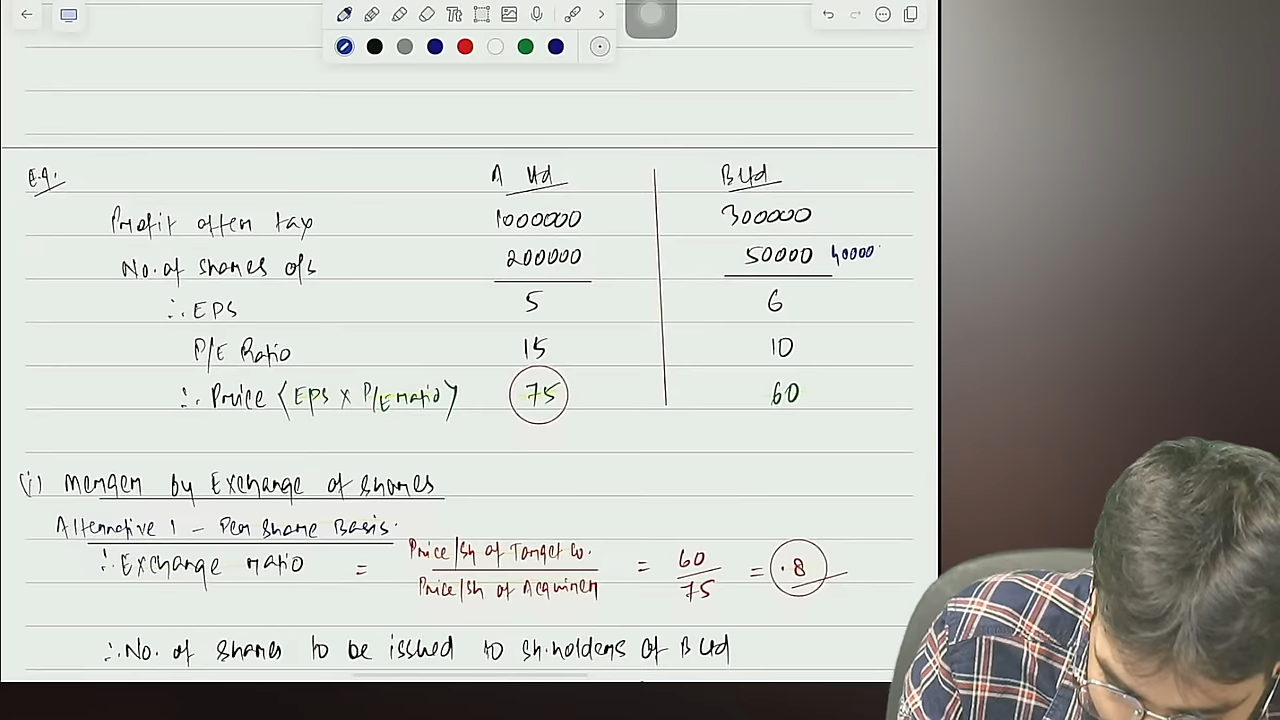 E.g. A Ltd B Ltd
Profit after tax 1000000 300000
No. of shares o/s 200000 50000 40000
∴ EPS 5 6
P/E Ratio 15 10
∴ Price (EPS x P/E ratio) 75 60
(i) Merger by Exchange of shares
Alternative 1 - Per Share Basis.
∴ Exchange ratio = Price/Sh of Target Co. / Price/Sh of Acquirer = 60/75 = .8
∴ No. of shares to be issued to sh.holders of B Ltd